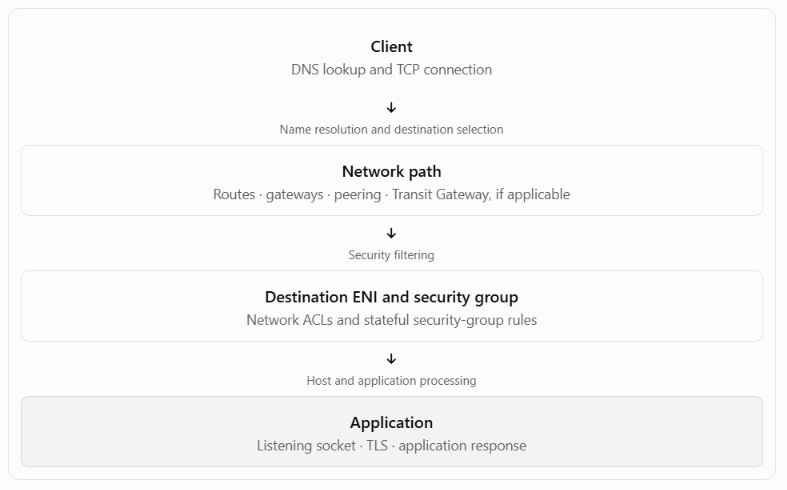 Client
DNS lookup and TCP connection
↓
Name resolution and destination selection
Network path
Routes · gateways · peering · Transit Gateway, if applicable
↓
Security filtering
Destination ENI and security group
Network ACLs and stateful security-group rules
↓
Host and application processing
Application
Listening socket · TLS · application response